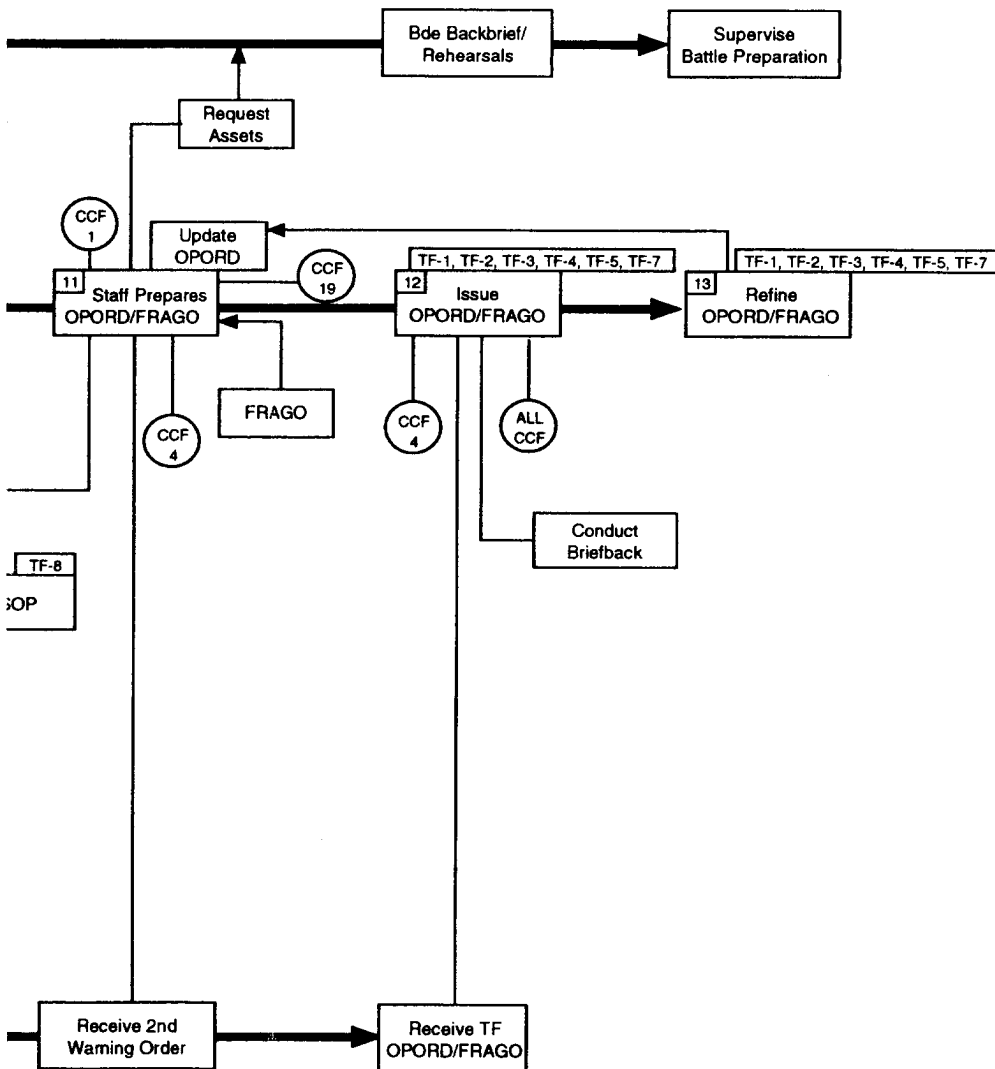 Bde Backbrief/
Rehearsals
Supervise
Battle Preparation
Request
Assets
CCF
1
Update
OPORD
CCF
19
TF-1, TF-2, TF-3, TF-4, TF-5, TF-7
TF-1, TF-2, TF-3, TF-4, TF-5, TF-7
11
Staff Prepares
OPORD/FRAGO
12
Issue
OPORD/FRAGO
13
Refine
OPORD/FRAGO
CCF
4
FRAGO
CCF
4
ALL
CCF
Conduct
Briefback
TF-8
SOP
Receive 2nd
Warning Order
Receive TF
OPORD/FRAGO